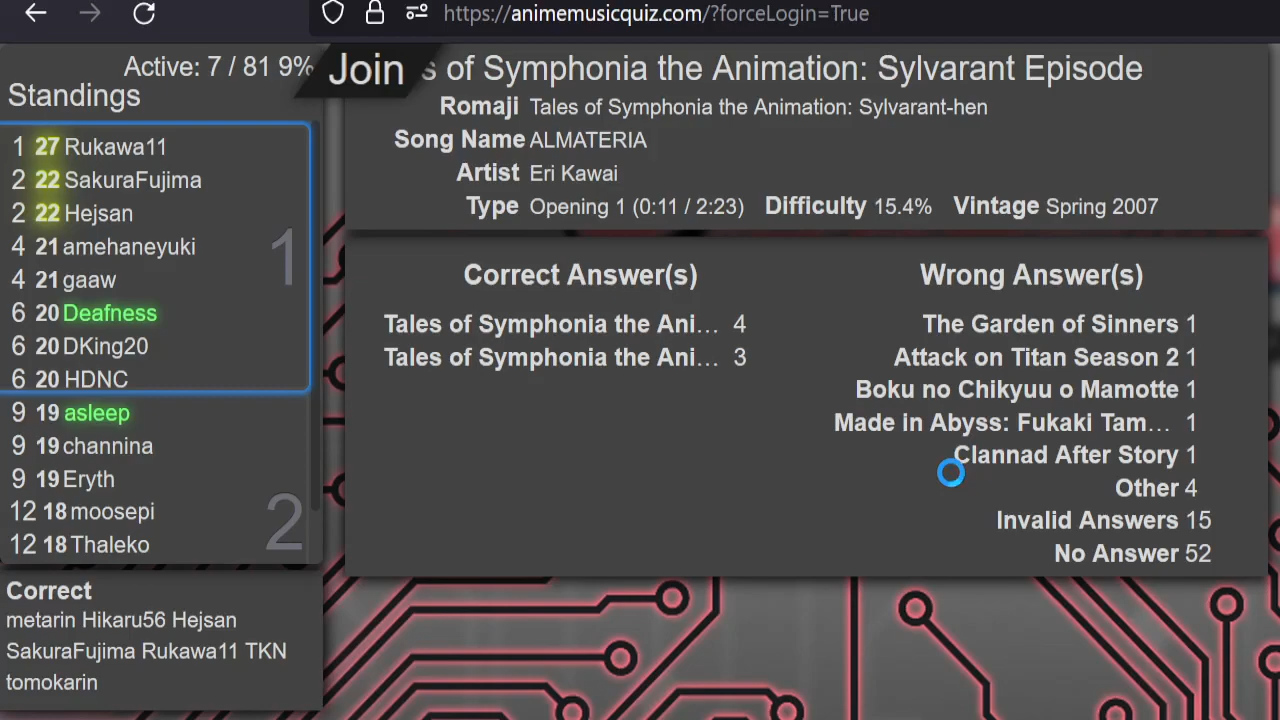 https://animemusicquiz.com/?forceLogin=True
Active: 7 / 81 9%
Join
s of Symphonia the Animation: Sylvarant Episode
Standings
Romaji Tales of Symphonia the Animation: Sylvarant-hen
Song Name ALMATERIA
Artist Eri Kawai
Type Opening 1 (0:11 / 2:23) Difficulty 15.4% Vintage Spring 2007
1 27 Rukawa11
2 22 SakuraFujima
2 22 Hejsan
4 21 amehaneyuki
4 21 gaaw
6 20 Deafness
6 20 DKing20
6 20 HDNC
1
9 19 asleep
9 19 channina
9 19 Eryth
12 18 moosepi
12 18 Thaleko
2
Correct
metarin Hikaru56 Hejsan
SakuraFujima Rukawa11 TKN
tomokarin
Correct Answer(s)
Tales of Symphonia the Ani... 4
Tales of Symphonia the Ani... 3
Wrong Answer(s)
The Garden of Sinners 1
Attack on Titan Season 2 1
Boku no Chikyuu o Mamotte 1
Made in Abyss: Fukaki Tam... 1
Clannad After Story 1
Other 4
Invalid Answers 15
No Answer 52